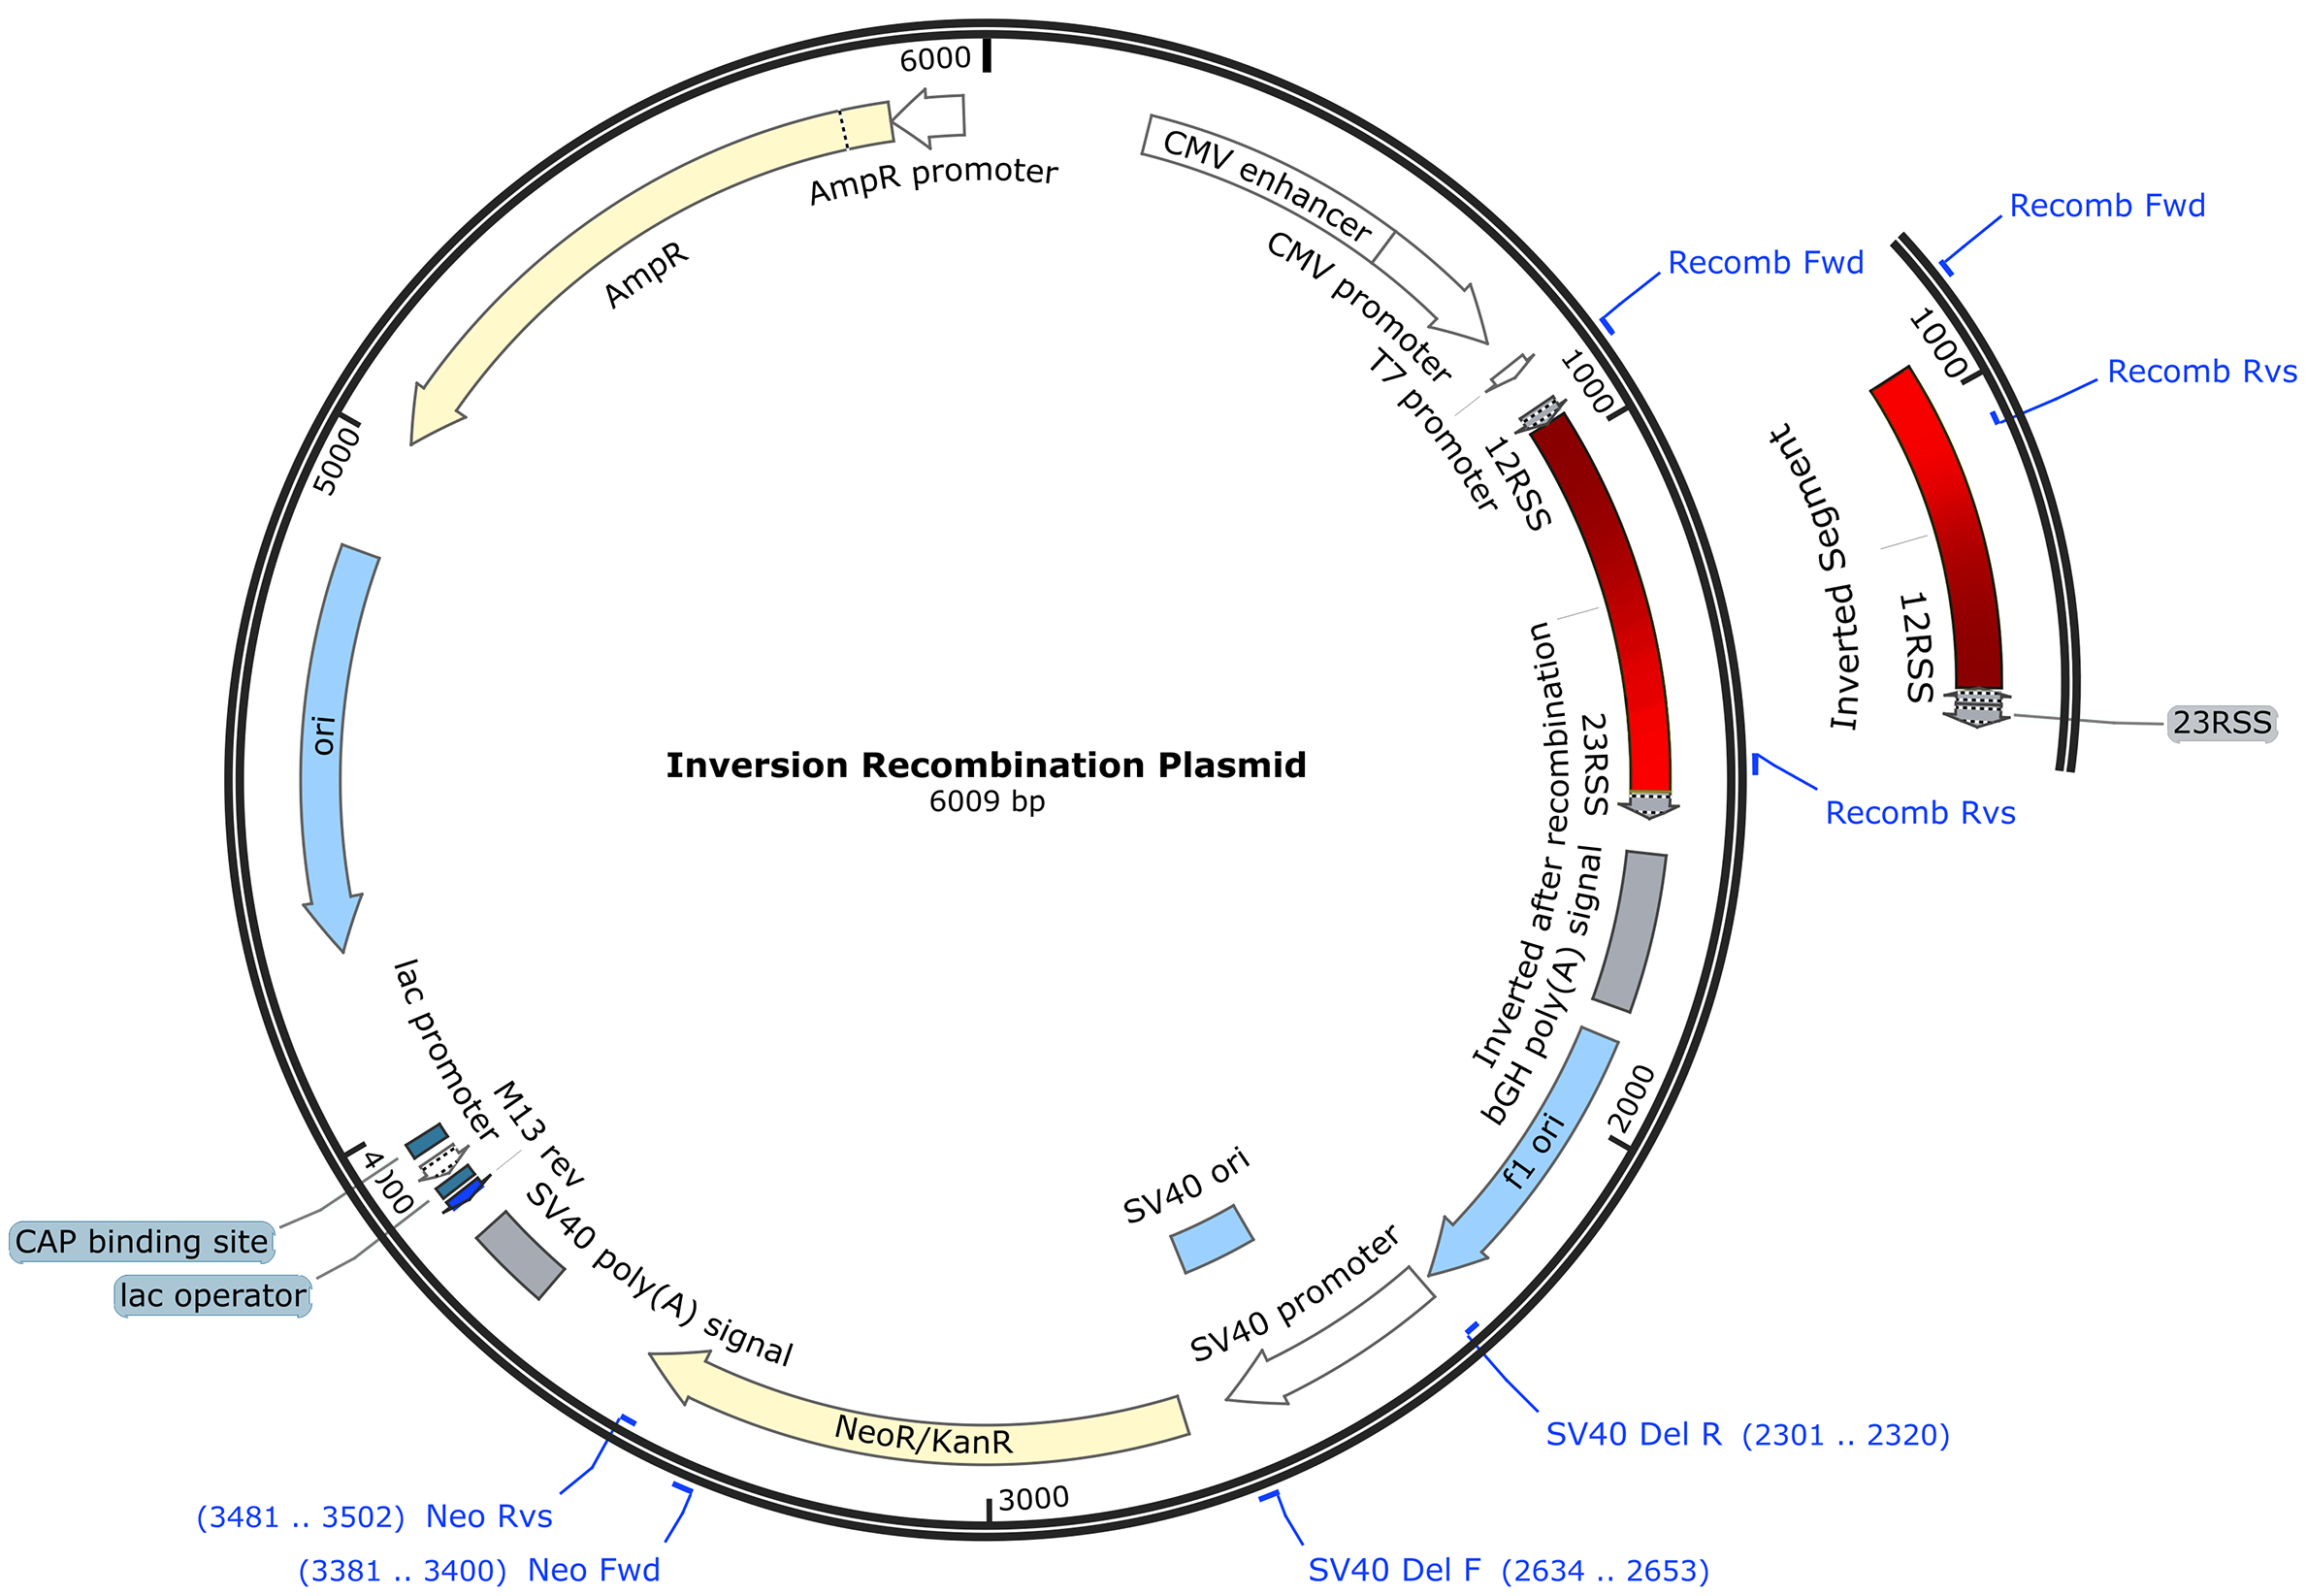 6000
CMV enhancer
AmpR promoter
Recomb Fwd
CMV promoter
Recomb Fwd
AmpR
T7 promoter
1000
1000
Recomb Rvs
5000
12RSS
Inverted Segment
12RSS
23RSS
ori
23RSS
Inversion Recombination Plasmid
6009 bp
Recomb Rvs
Inverted after recombination
bGH poly(A) signal
lac promoter
M13 rev
2000
f1 ori
4000
SV40 ori
CAP binding site
SV40 poly(A) signal
SV40 promoter
lac operator
NeoR/KanR
SV40 Del R (2301 .. 2320)
3000
(3481 .. 3502) Neo Rvs
(3381 .. 3400) Neo Fwd
SV40 Del F (2634 .. 2653)